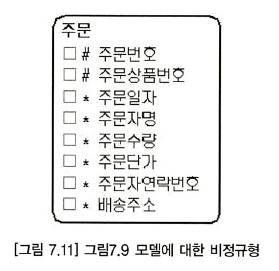 주문
□ # 주문번호
□ # 주문상품번호
□ * 주문일자
□ * 주문자명
□ * 주문수량
□ * 주문단가
□ * 주문자연락번호
□ * 배송주소
[그림 7.11] 그림7.9 모델에 대한 비정규형